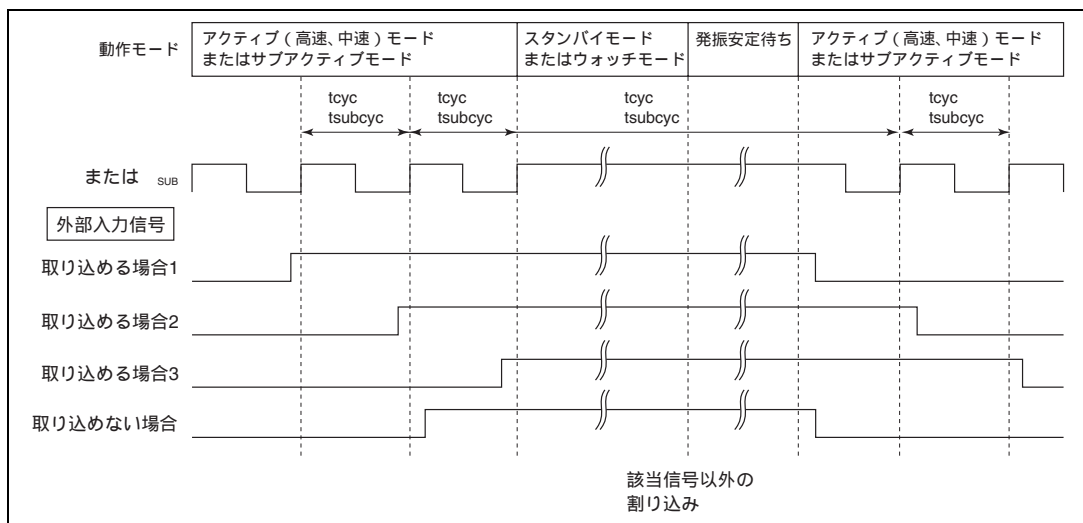 動作モード
アクティブ(高速、中速)モード
またはサブアクティブモード
スタンバイモード
またはウォッチモード
発振安定待ち
アクティブ(高速、中速)モード
またはサブアクティブモード
tcyc
tsubcyc
tcyc
tsubcyc
tcyc
tsubcyc
tcyc
tsubcyc
または SUB
外部入力信号
取り込める場合1
取り込める場合2
取り込める場合3
取り込めない場合
該当信号以外の
割り込み